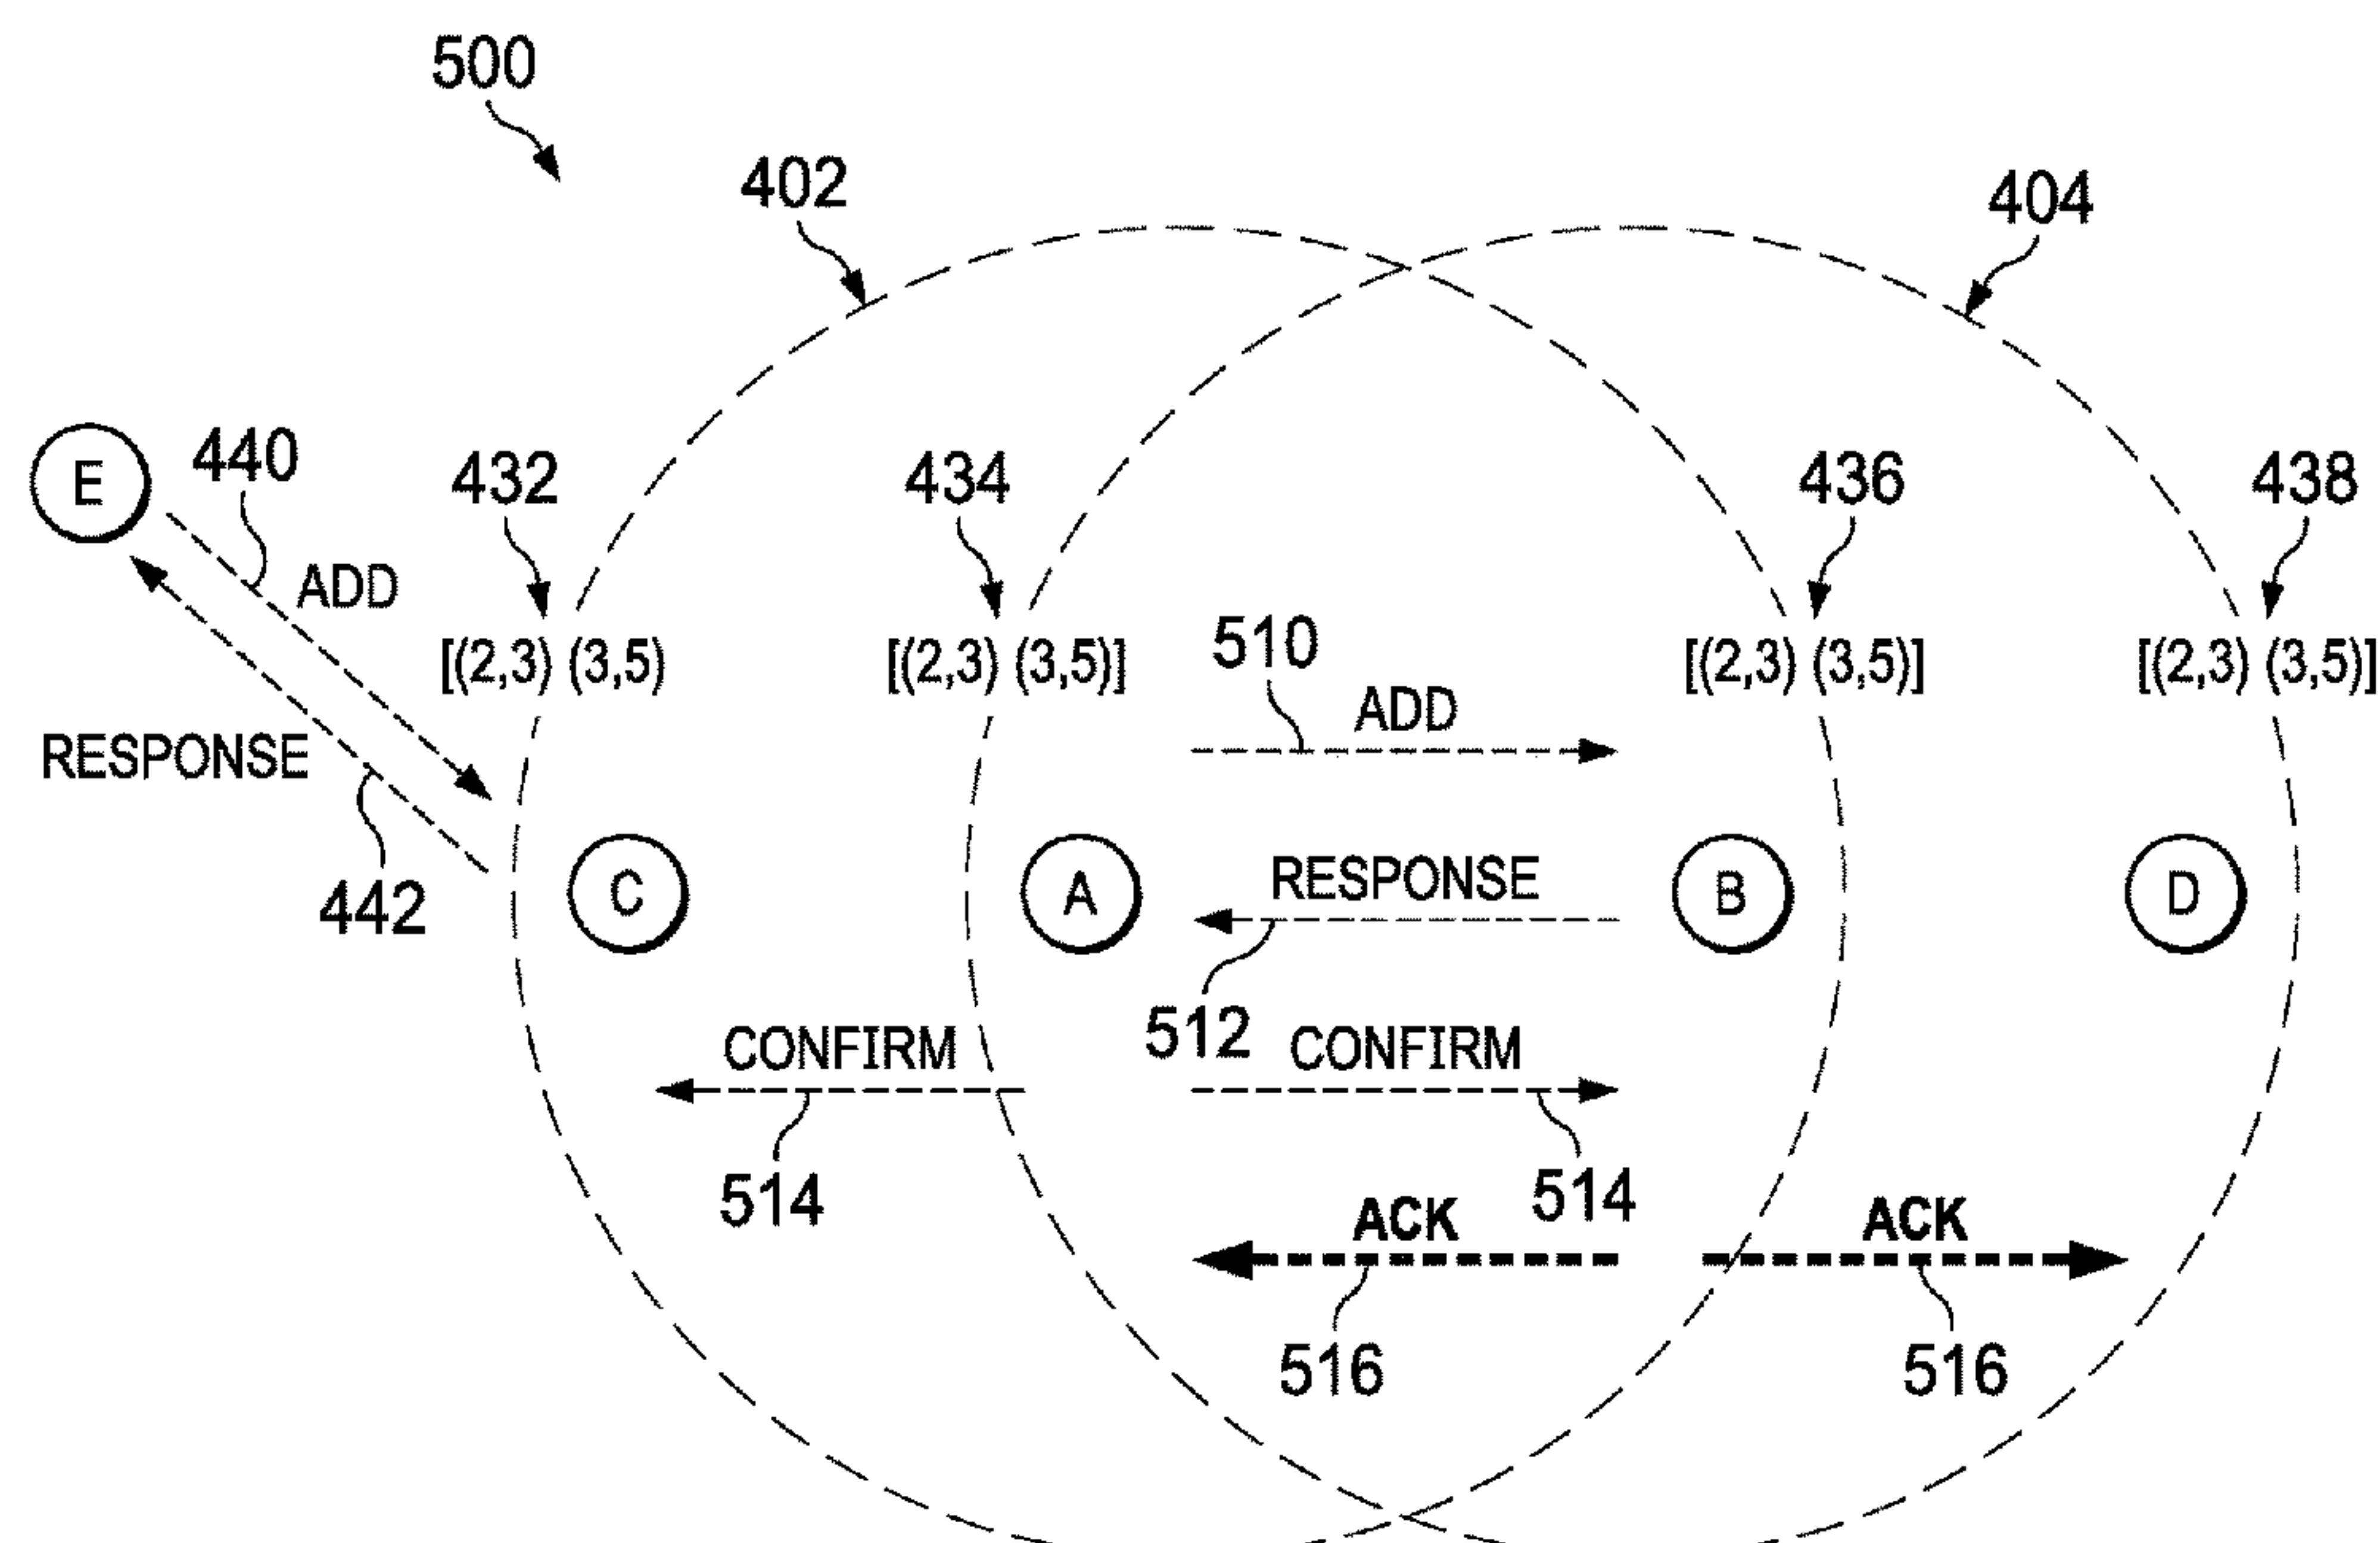 500
402
404
E
440
432
434
436
438
ADD
[(2,3) (3,5)
[(2,3) (3,5)]
[(2,3) (3,5)]
[(2,3) (3,5)]
510
ADD
RESPONSE
442
C
A
RESPONSE
B
D
512
CONFIRM
CONFIRM
514
514
ACK
ACK
516
516